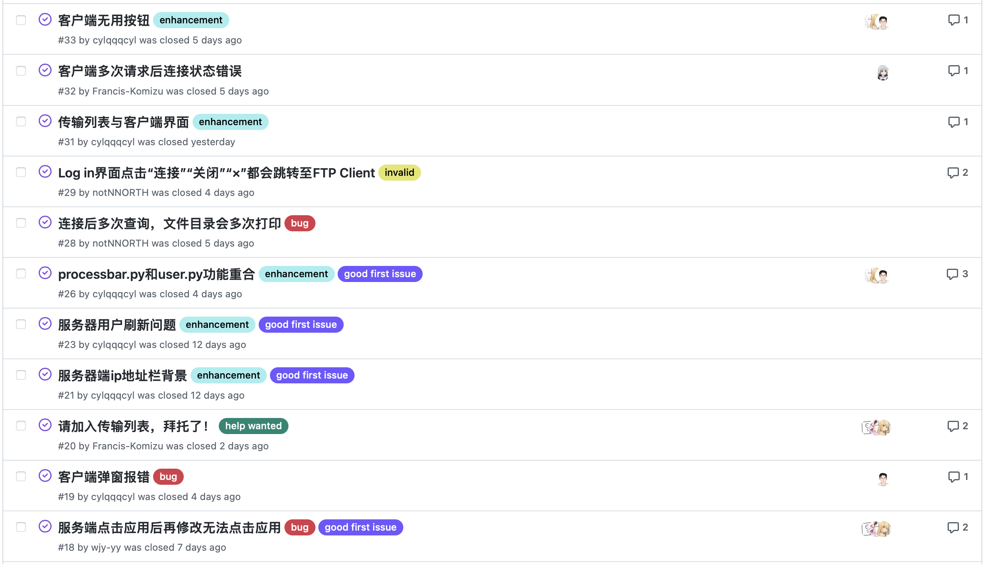 客户端无用按钮 enhancement 1
#33 by cylqqqcyl was closed 5 days ago
客户端多次请求后连接状态错误 1
#32 by Francis-Komizu was closed 5 days ago
传输列表与客户端界面 enhancement 1
#31 by cylqqqcyl was closed yesterday
Log in界面点击“连接”“关闭”“×”都会跳转至FTP Client invalid 2
#29 by notNNORTH was closed 4 days ago
连接后多次查询，文件目录会多次打印 bug
#28 by notNNORTH was closed 5 days ago
processbar.py和user.py功能重合 enhancement good first issue 3
#26 by cylqqqcyl was closed 4 days ago
服务器用户刷新问题 enhancement good first issue
#23 by cylqqqcyl was closed 12 days ago
服务器端ip地址栏背景 enhancement good first issue
#21 by cylqqqcyl was closed 12 days ago
请加入传输列表，拜托了！ help wanted 2
#20 by Francis-Komizu was closed 2 days ago
客户端弹窗报错 bug 1
#19 by cylqqqcyl was closed 4 days ago
服务端点击应用后再修改无法点击应用 bug good first issue 2
#18 by wjy-yy was closed 7 days ago